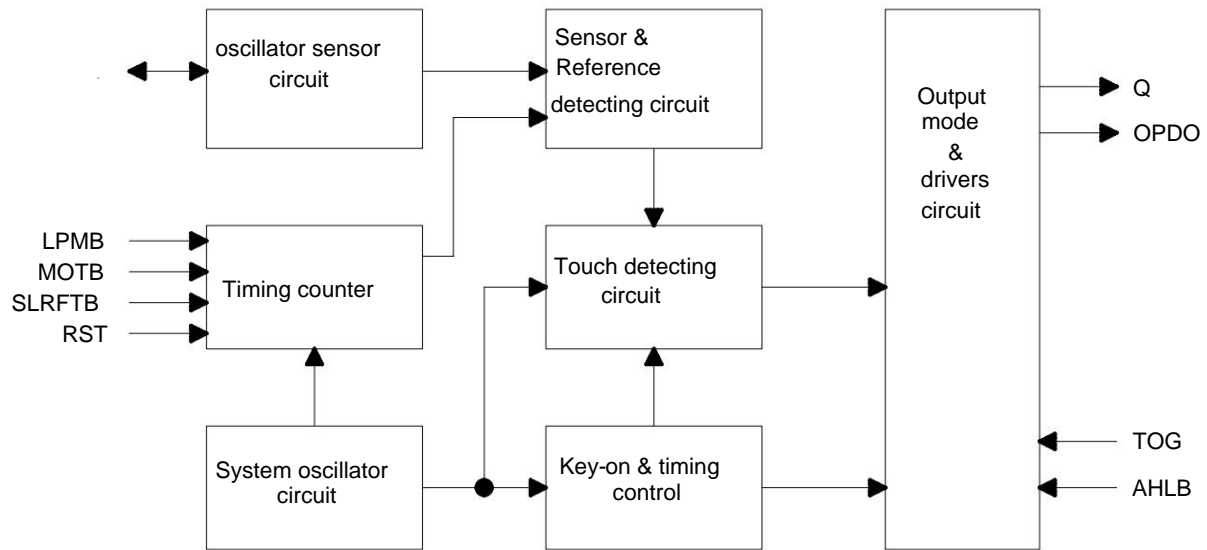 oscillator sensor
circuit
Sensor &
Reference
detecting circuit
Output
mode
&
drivers
circuit
Q
OPDO
LPMB
MOTB
SLRFTB
RST
Timing counter
Touch detecting
circuit
System oscillator
circuit
Key-on & timing
control
TOG
AHLB